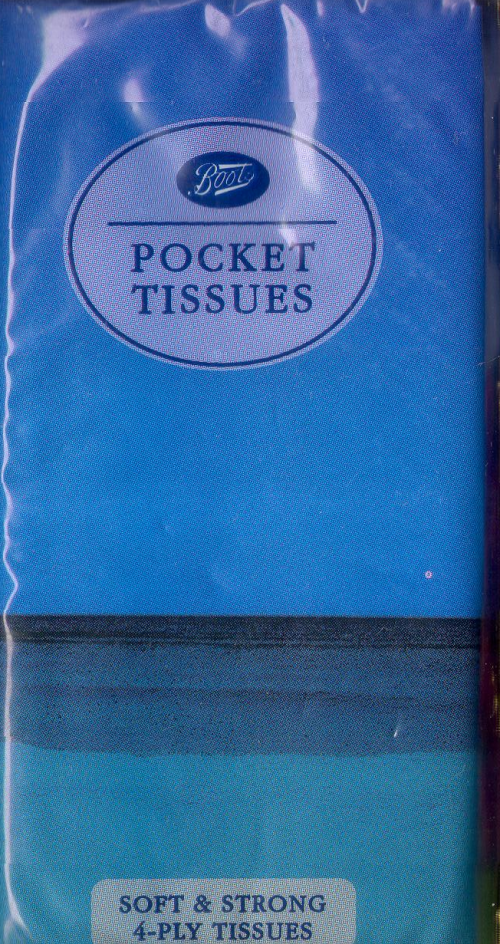 Boots
POCKET
TISSUES
SOFT & STRONG
4-PLY TISSUES